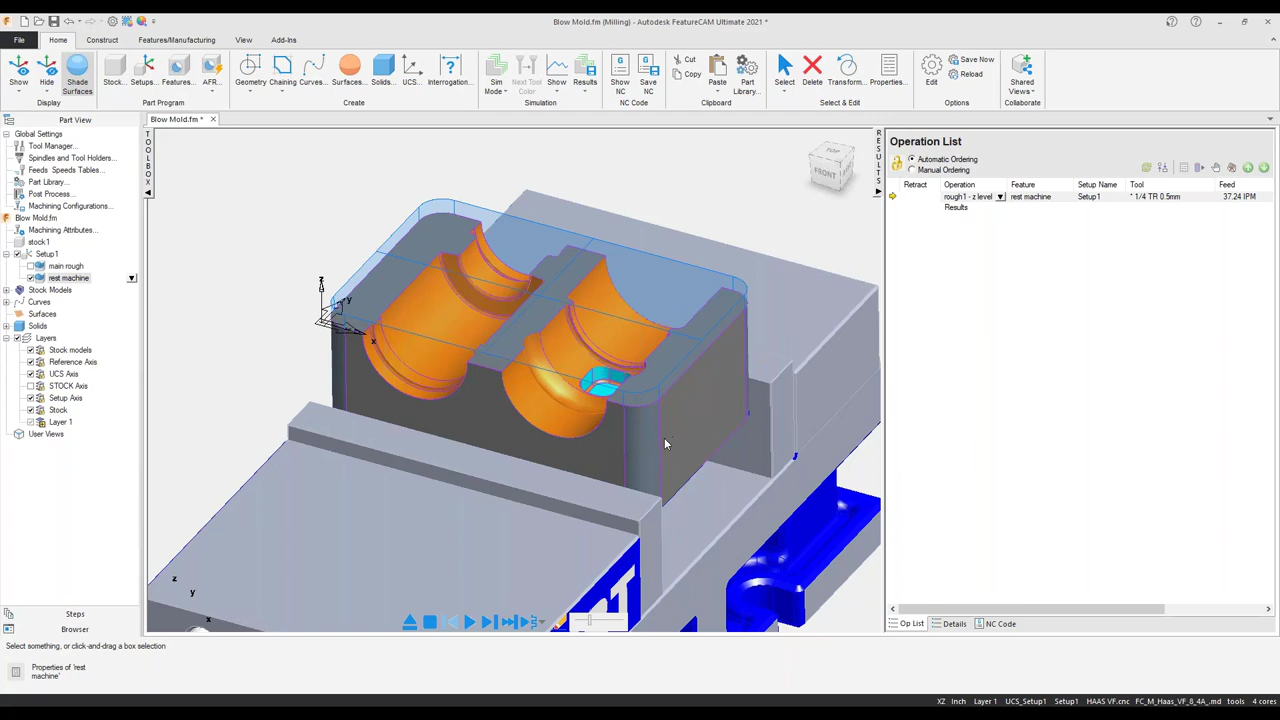 Blow Mold.fm (Milling) - Autodesk FeatureCAM Ultimate 2021 *
File Home Construct Features/Manufacturing View Add-Ins
Show Hide Shade Surfaces Stock... Setups... Features... AFR... Geometry Chaining Curves... Surfaces... Solids... UCS... Interrogation... Sim Mode Next Tool Color Show Results Show NC Save NC Cut Copy Paste Part Library... Select Delete Transform... Properties... Edit Save Now Reload Shared Views
Display Part Program Create Simulation NC Code Clipboard Select & Edit Options Collaborate
Part View
Blow Mold.fm *
Global Settings
Tool Manager...
Spindles and Tool Holders...
Feeds Speeds Tables...
Part Library...
Post Process...
Machining Configurations...
Blow Mold.fm
Machining Attributes...
stock1
Setup1
main rough
rest machine
Stock Models
Curves
Surfaces
Solids
Layers
Stock models
Reference Axis
UCS Axis
STOCK Axis
Setup Axis
Stock
Layer 1
User Views
Steps
Browser
TOOLBOX
TOP
FRONT
z
y
x
z
y
x
RESULTS
Operation List
Automatic Ordering
Manual Ordering
Retract Operation Feature Setup Name Tool Feed
rough1 - z level rest machine Setup1 * 1/4 TR 0.5mm 37.24 IPM
Results
Op List Details NC Code
Select something, or click-and-drag a box selection
Properties of 'rest machine'
XZ Inch Layer 1 UCS_Setup1 Setup1 HAAS VF.cnc FC_M_Haas_VF_8_4A_.md tools 4 cores